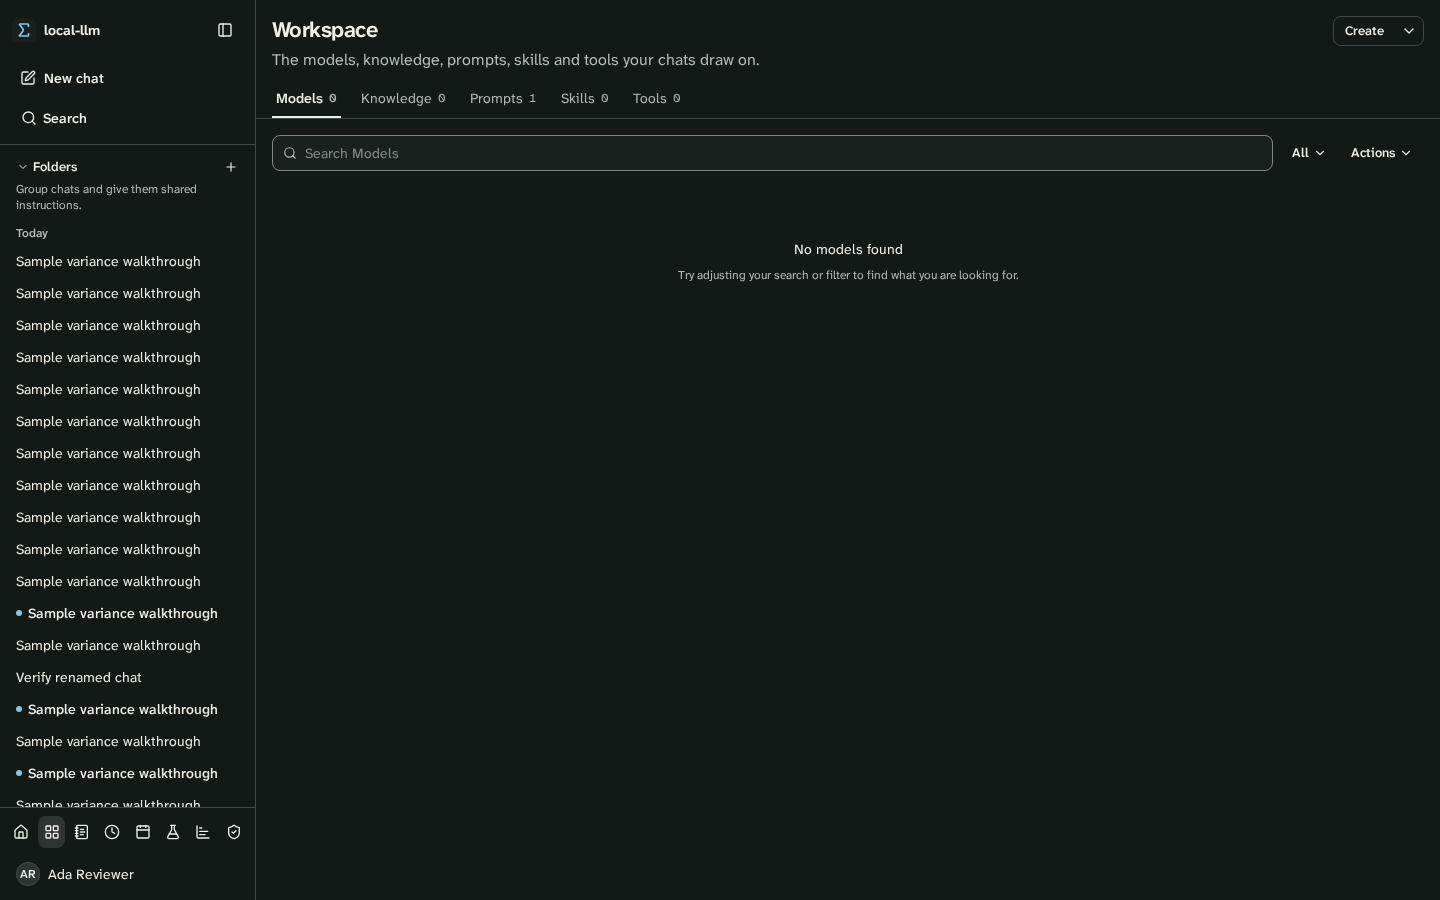 local-llm
New chat
Search
Folders
Group chats and give them shared
instructions.
Today
Sample variance walkthrough
Sample variance walkthrough
Sample variance walkthrough
Sample variance walkthrough
Sample variance walkthrough
Sample variance walkthrough
Sample variance walkthrough
Sample variance walkthrough
Sample variance walkthrough
Sample variance walkthrough
Sample variance walkthrough
Sample variance walkthrough
Sample variance walkthrough
Verify renamed chat
Sample variance walkthrough
Sample variance walkthrough
Sample variance walkthrough
Sample variance walkthrough
AR Ada Reviewer
Workspace
Create
The models, knowledge, prompts, skills and tools your chats draw on.
Models 0 Knowledge 0 Prompts 1 Skills 0 Tools 0
Search Models All Actions
No models found
Try adjusting your search or filter to find what you are looking for.